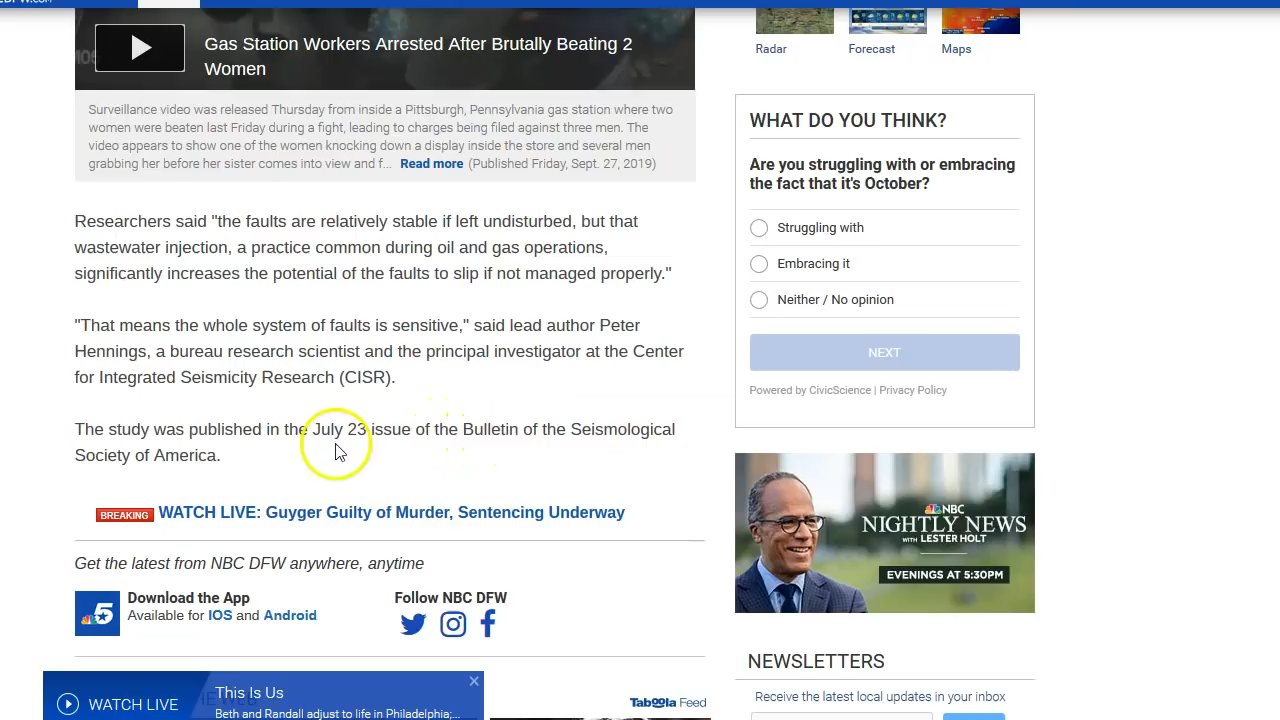 Gas Station Workers Arrested After Brutally Beating 2
Women
Surveillance video was released Thursday from inside a Pittsburgh, Pennsylvania gas station where two
women were beaten last Friday during a fight, leading to charges being filed against three men. The
video appears to show one of the women knocking down a display inside the store and several men
grabbing her before her sister comes into view and f... Read more (Published Friday, Sept. 27, 2019)
Researchers said "the faults are relatively stable if left undisturbed, but that
wastewater injection, a practice common during oil and gas operations,
significantly increases the potential of the faults to slip if not managed properly."
"That means the whole system of faults is sensitive," said lead author Peter
Hennings, a bureau research scientist and the principal investigator at the Center
for Integrated Seismicity Research (CISR).
The study was published in the July 23 issue of the Bulletin of the Seismological
Society of America.
BREAKING WATCH LIVE: Guyger Guilty of Murder, Sentencing Underway
Get the latest from NBC DFW anywhere, anytime
Download the App
Available for IOS and Android
Follow NBC DFW
WATCH LIVE
This Is Us
Beth and Randall adjust to life in Philadelphia;...
Taboola Feed
Radar
Forecast
Maps
WHAT DO YOU THINK?
Are you struggling with or embracing
the fact that it's October?
Struggling with
Embracing it
Neither / No opinion
NEXT
Powered by CivicScience | Privacy Policy
NBC
NIGHTLY NEWS
WITH LESTER HOLT
EVENINGS AT 5:30PM
NEWSLETTERS
Receive the latest local updates in your inbox